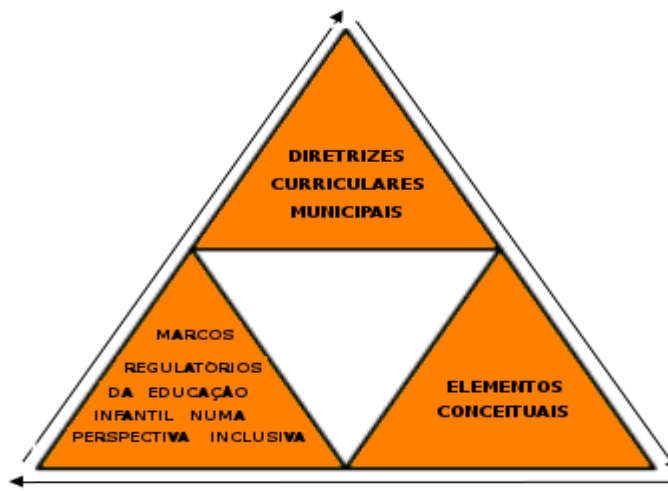 DIRETRIZES
CURRICULARES
MUNICIPAIS
MARCOS
REGULATÓRIOS
DA EDUCAÇÃO
INFANTIL NUMA
PERSPECTIVA INCLUSIVA
ELEMENTOS
CONCEITUAIS